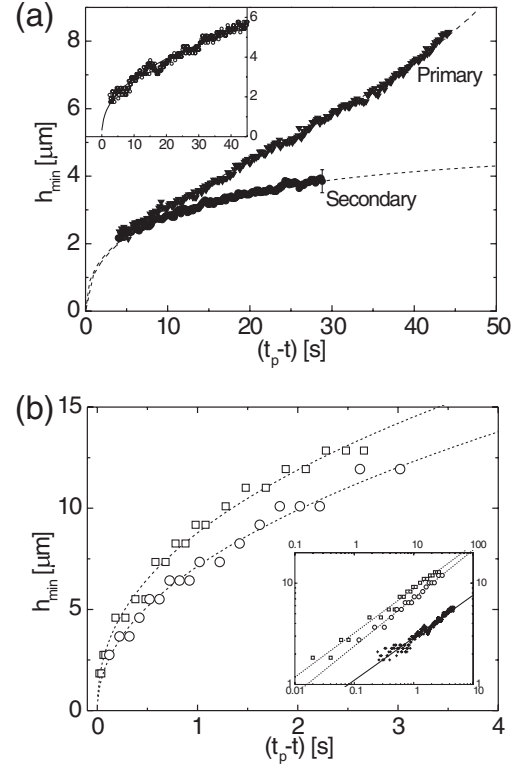 (a)
6
4
2
0
0 10 20 30 40
8
6
4
2
0
h_min [µm]
Primary
Secondary
0 10 20 30 40 50
(t_p-t) [s]
(b)
15
10
5
0
h_min [µm]
0.1 1 10 100
10
1
10
1
0.01 0.1 1 10
0 1 2 3 4
(t_p-t) [s]